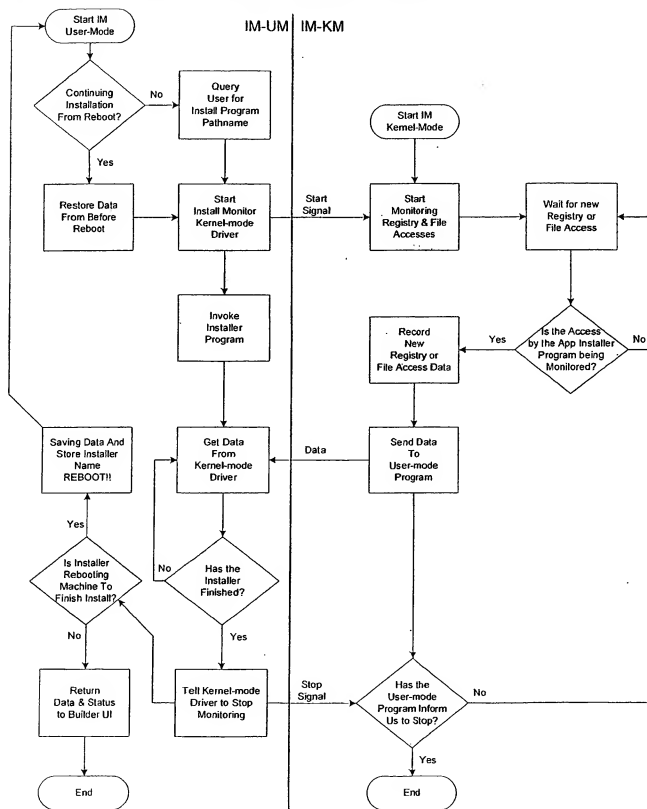 IM-UM
IM-KM
Start IM
User-Mode
Continuing
Installation
From Reboot?
No
Query
User for
Install Program
Pathname
Yes
Restore Data
From Before
Reboot
Start
Install Monitor
Kernel-mode
Driver
Start
Signal
Start IM
Kernel-Mode
Start
Monitoring
Registry & File
Accesses
Wait for new
Registry or
File Access
Invoke
Installer
Program
Is the Access
by the App Installer
Program being
Monitored?
No
Yes
Record
New
Registry or
File Access Data
Saving Data And
Store Installer
Name
REBOOT!!
Get Data
From
Kernel-mode
Driver
Data
Send Data
To
User-mode
Program
Yes
Is Installer
Rebooting
Machine To
Finish Install?
No
Has the
Installer
Finished?
No
Yes
Return
Data & Status
to Builder UI
Tell Kernel-mode
Driver to Stop
Monitoring
Stop
Signal
Has the
User-mode
Program Inform
Us to Stop?
No
Yes
End
End